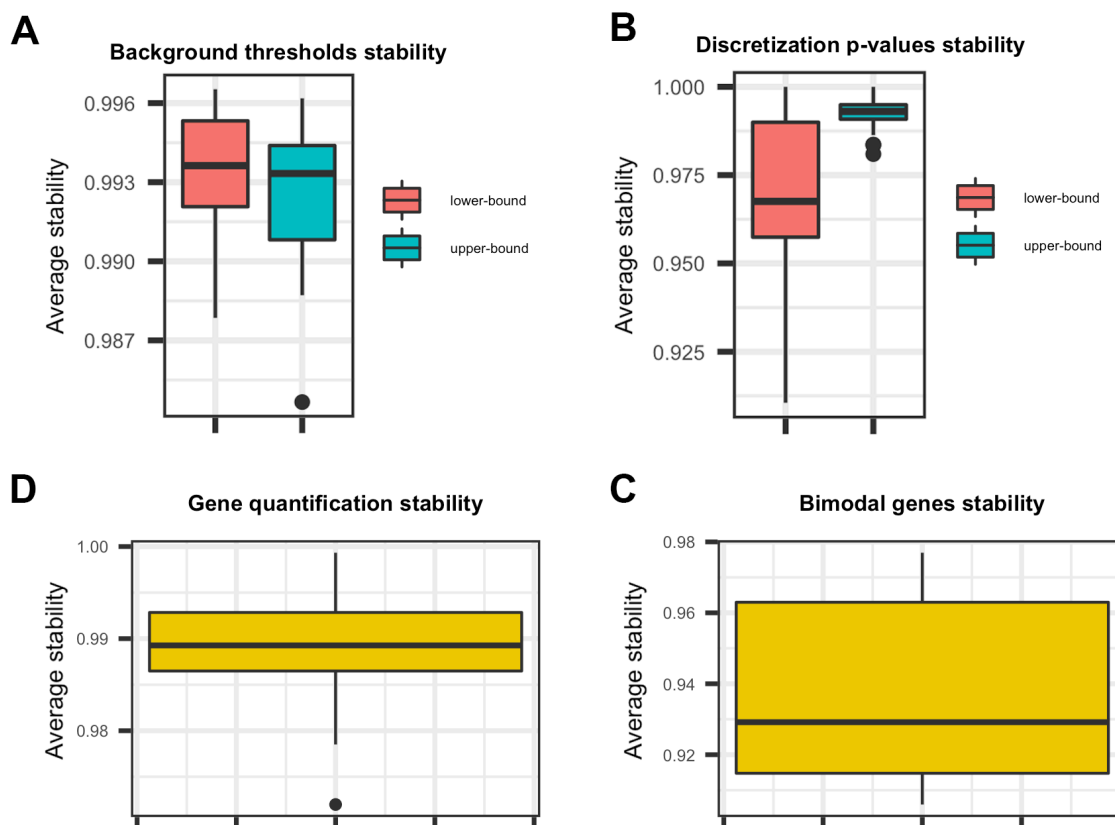 A
Background thresholds stability
Average stability
0.996
0.993
0.990
0.987
lower-bound
upper-bound
B
Discretization p-values stability
Average stability
1.000
0.975
0.950
0.925
lower-bound
upper-bound
D
Gene quantification stability
Average stability
1.00
0.99
0.98
C
Bimodal genes stability
Average stability
0.98
0.96
0.94
0.92